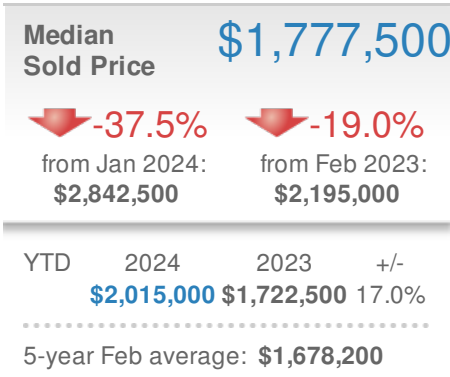 Median
Sold Price
$1,777,500
-37.5% -19.0%
from Jan 2024: from Feb 2023:
$2,842,500 $2,195,000
YTD 2024 2023 +/-
$2,015,000 $1,722,500 17.0%
5-year Feb average: $1,678,200